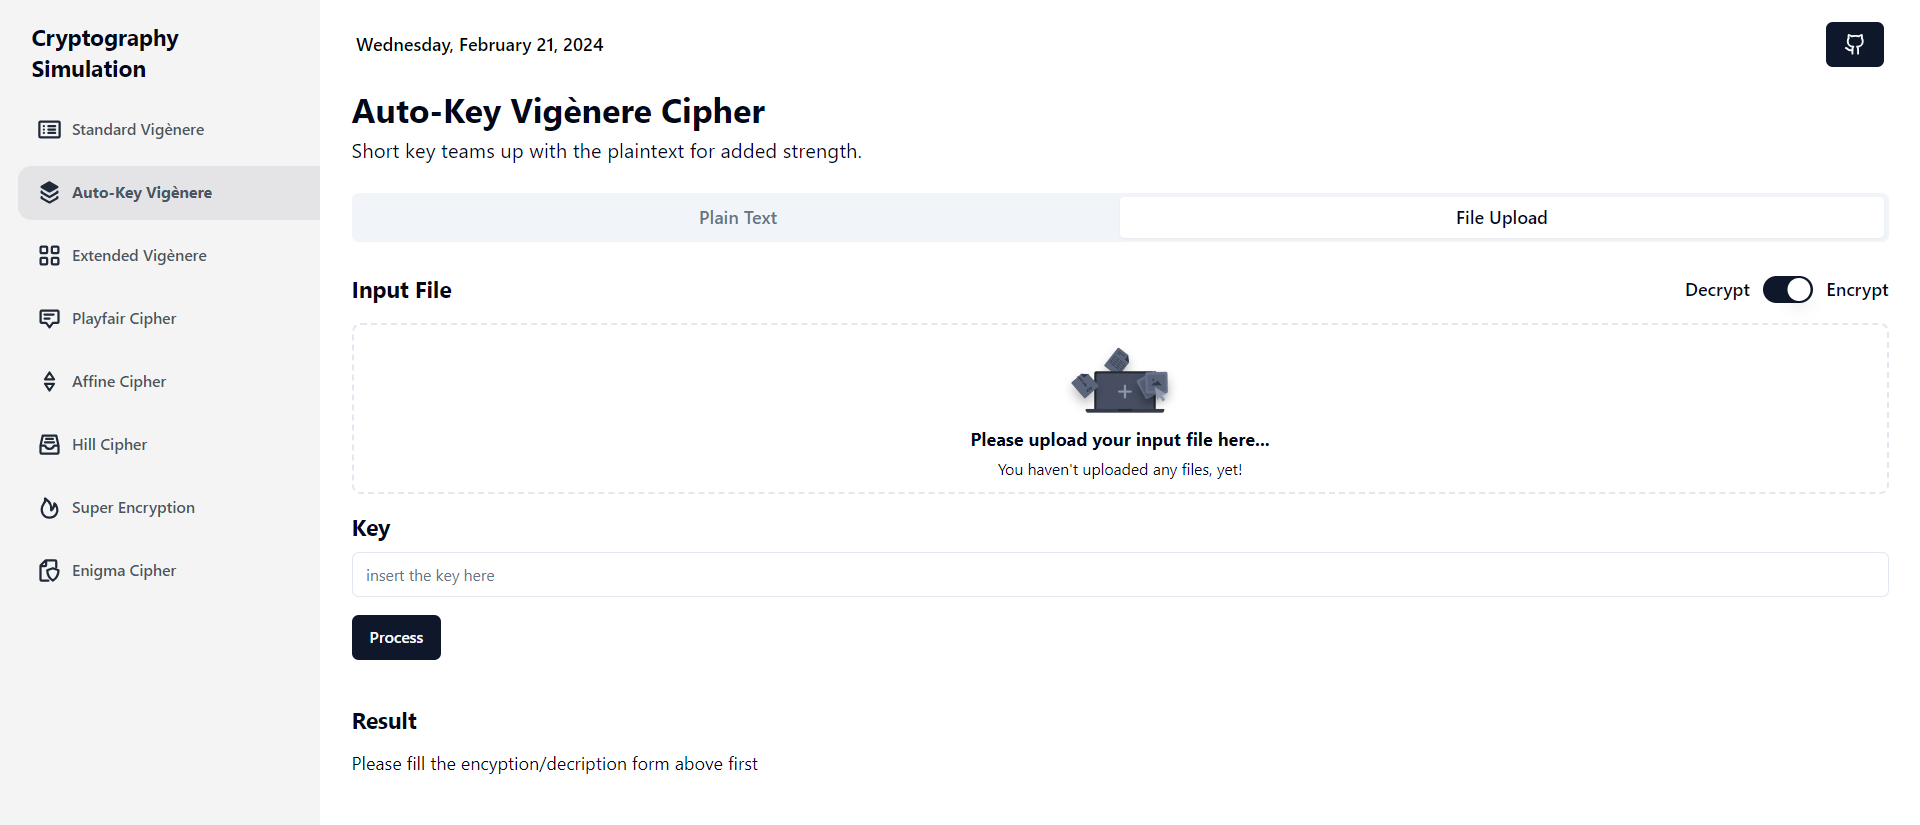 Cryptography
Simulation
Standard Vigènere
Auto-Key Vigènere
Extended Vigènere
Playfair Cipher
Affine Cipher
Hill Cipher
Super Encryption
Enigma Cipher
Wednesday, February 21, 2024
Auto-Key Vigènere Cipher
Short key teams up with the plaintext for added strength.
Plain Text
File Upload
Input File
Decrypt
Encrypt
Please upload your input file here...
You haven't uploaded any files, yet!
Key
insert the key here
Process
Result
Please fill the encyption/decription form above first